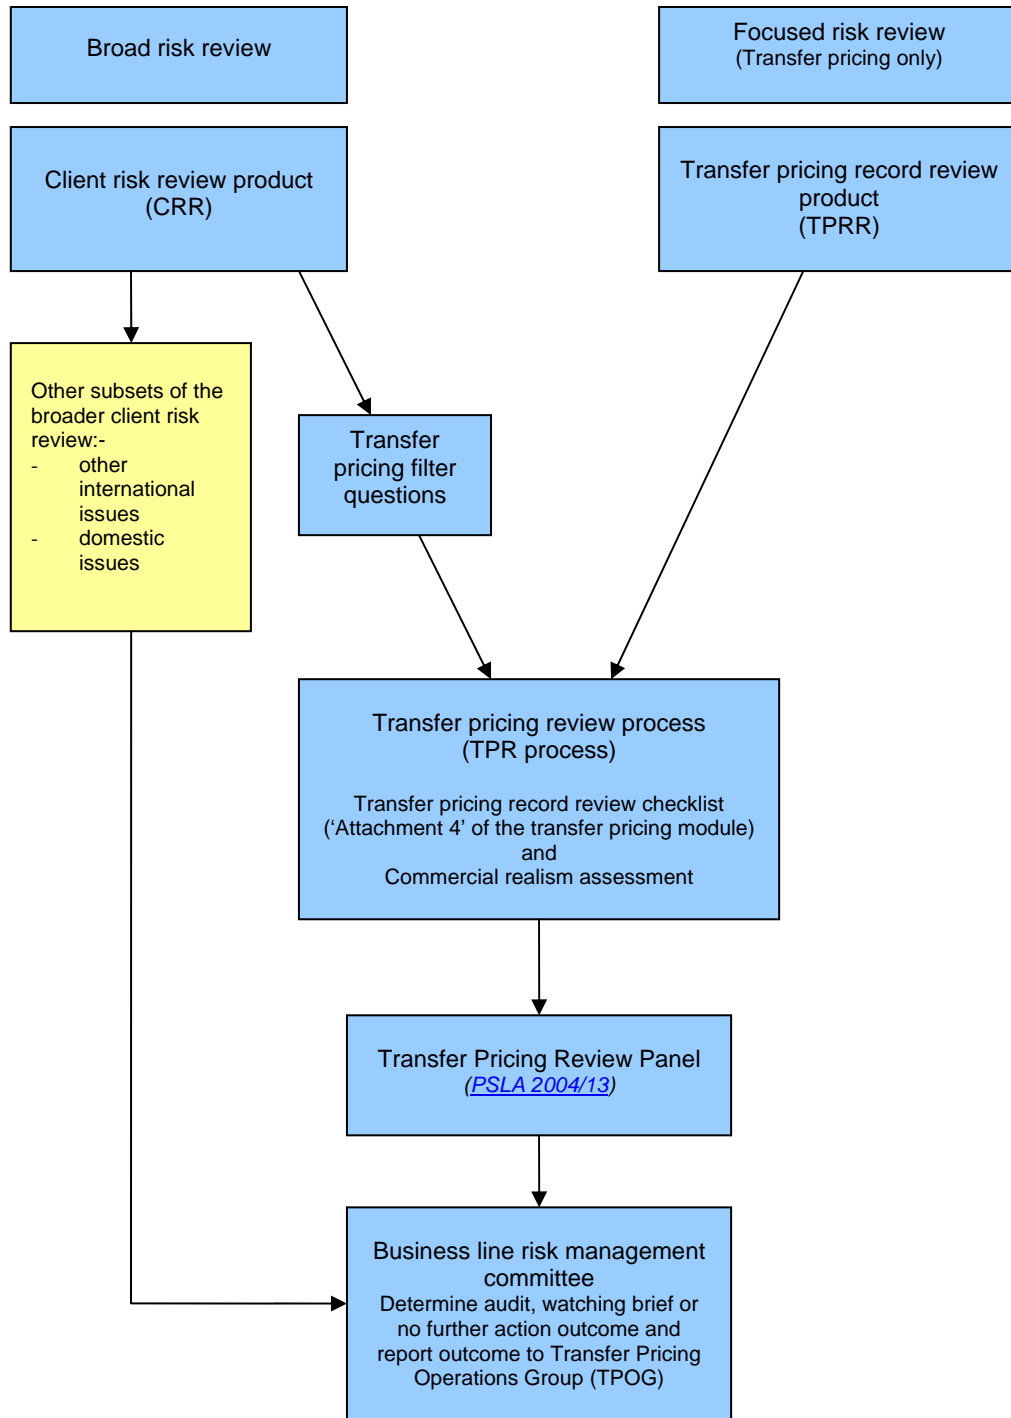 Broad risk review
Focused risk review
(Transfer pricing only)
Client risk review product
(CRR)
Transfer pricing record review
product
(TPRR)
Other subsets of the
broader client risk
review:-
- other
international
issues
- domestic
issues
Transfer
pricing filter
questions
Transfer pricing review process
(TPR process)
Transfer pricing record review checklist
(‘Attachment 4’ of the transfer pricing module)
and
Commercial realism assessment
Transfer Pricing Review Panel
(PSLA 2004/13)
Business line risk management
committee
Determine audit, watching brief or
no further action outcome and
report outcome to Transfer Pricing
Operations Group (TPOG)